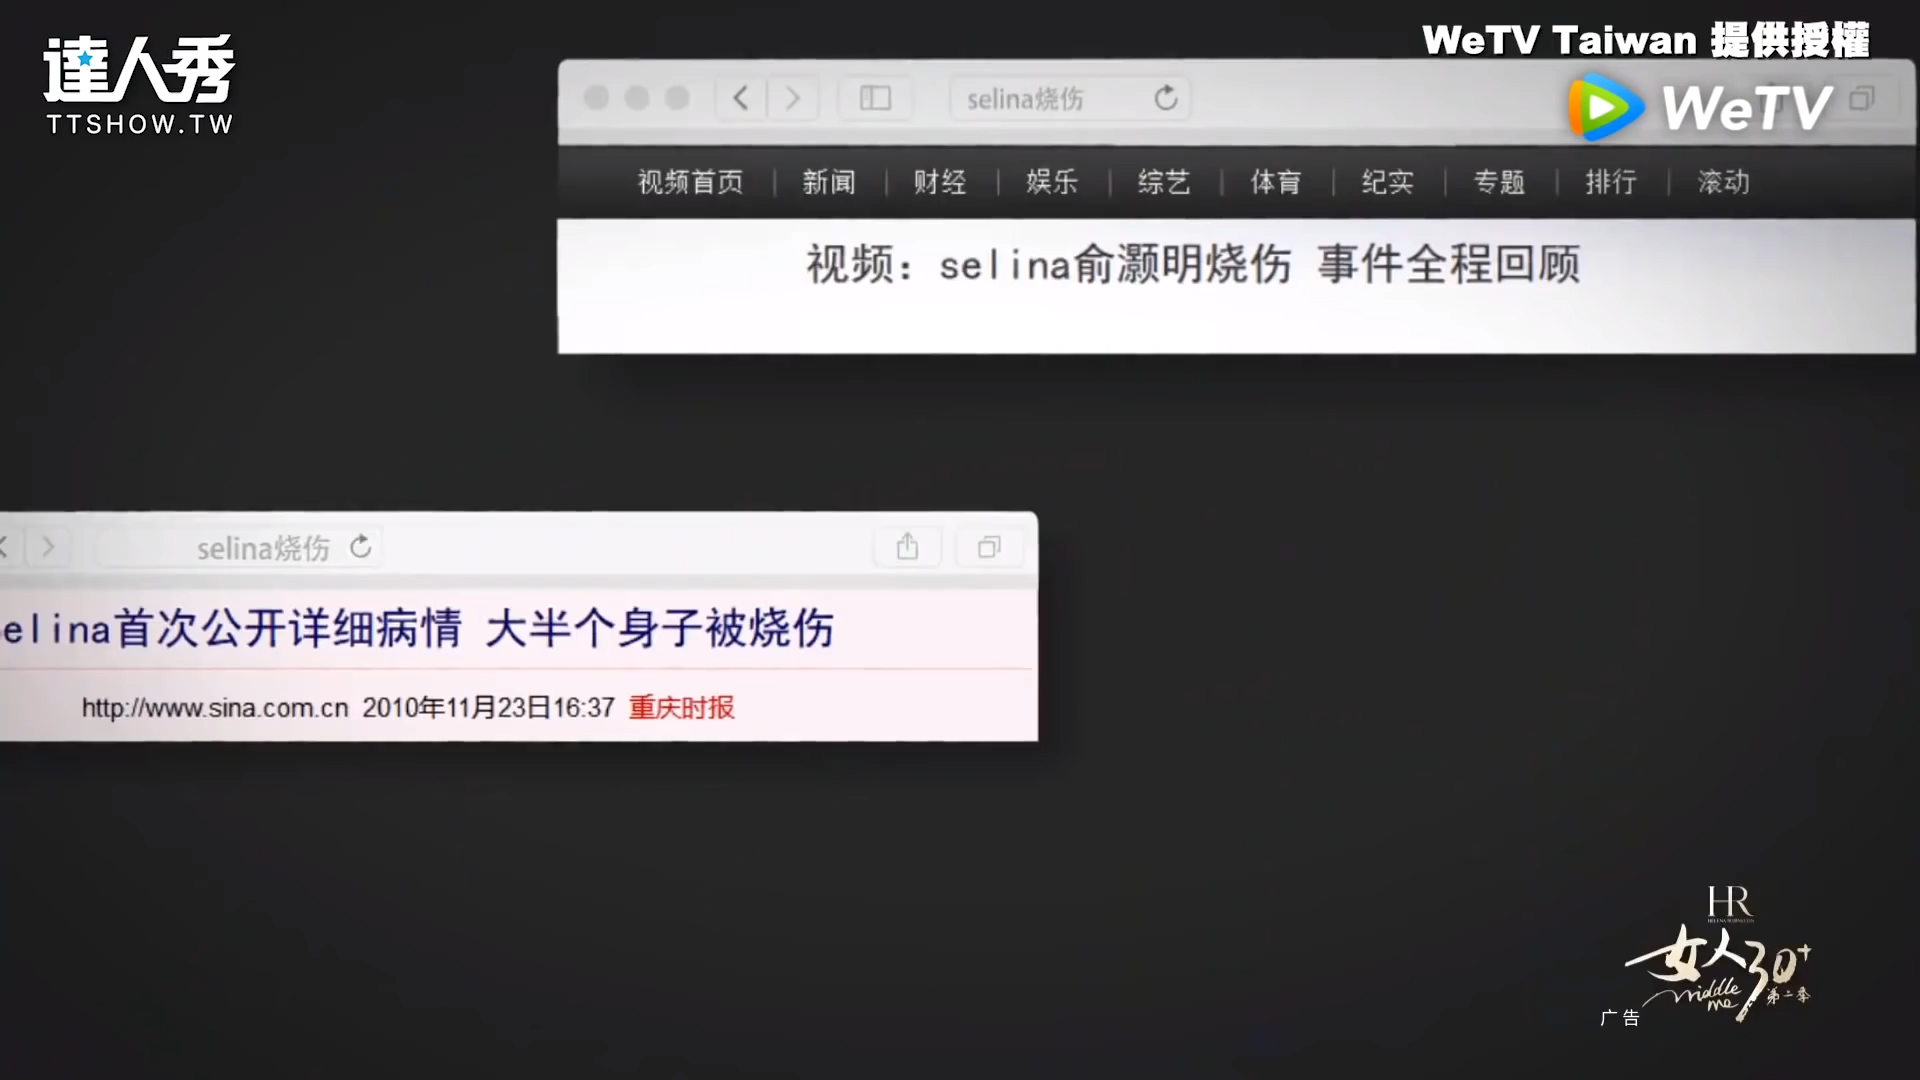 達人秀
TTSHOW.TW
WeTV Taiwan 提供授權
WeTV
selina烧伤
视频首页 新闻 财经 娱乐 综艺 体育 纪实 专题 排行 滚动
视频：selina俞灏明烧伤 事件全程回顾
selina烧伤
elina首次公开详细病情 大半个身子被烧伤
http://www.sina.com.cn 2010年11月23日16:37 重庆时报
HR
女人30+
middle me 第二季
广告